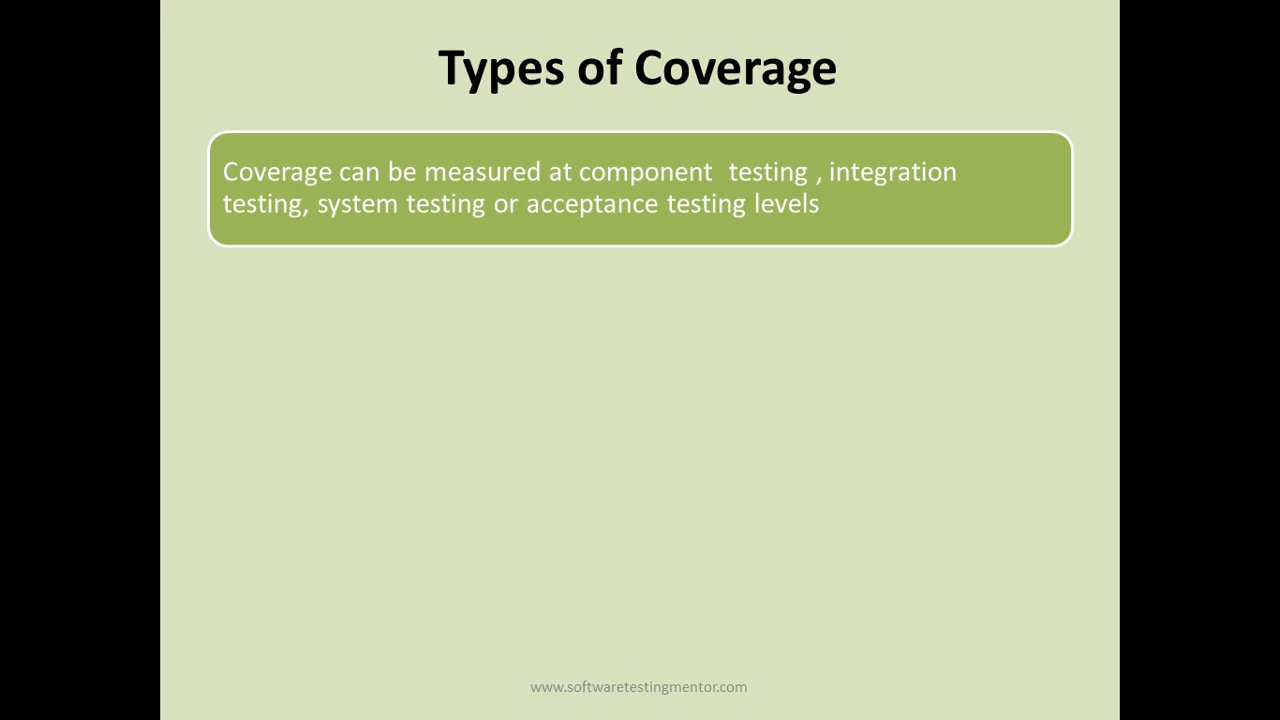 Types of Coverage
Coverage can be measured at component  testing , integration
testing, system testing or acceptance testing levels
www.softwaretestingmentor.com